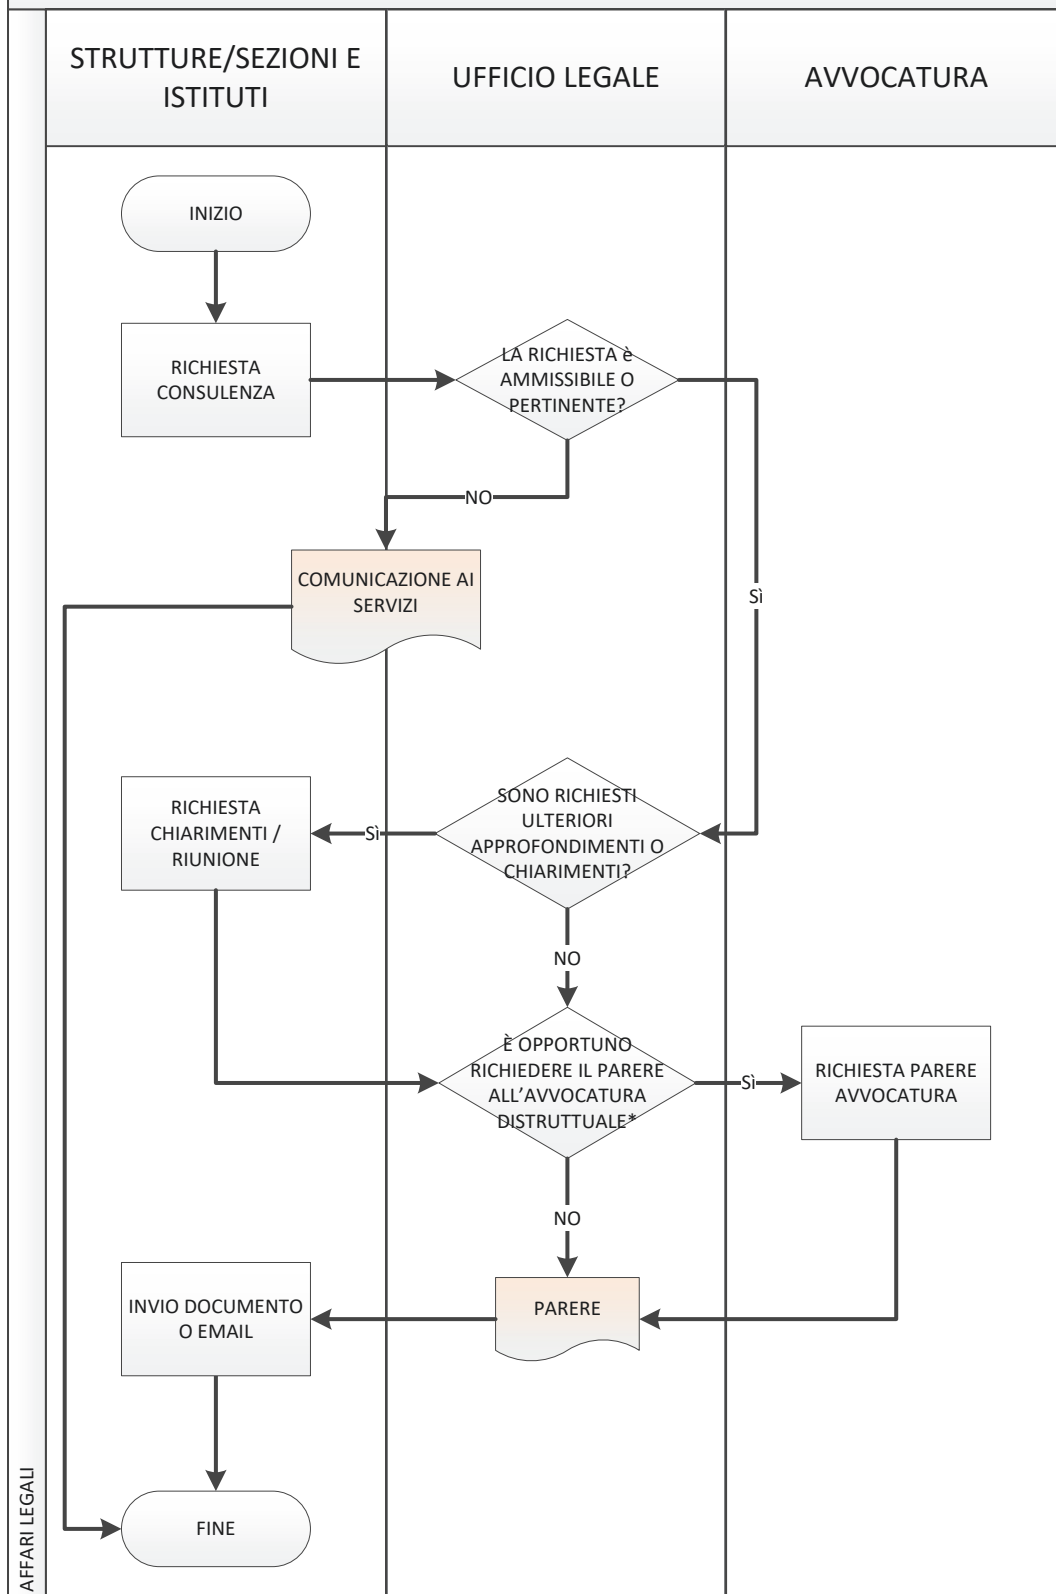 STRUTTURE/SEZIONI E
ISTITUTI
UFFICIO LEGALE
AVVOCATURA
INIZIO
RICHIESTA
CONSULENZA
LA RICHIESTA è
AMMISSIBILE O
PERTINENTE?
NO
COMUNICAZIONE AI
SERVIZI
Sì
RICHIESTA
CHIARIMENTI /
RIUNIONE
Sì
SONO RICHIESTI
ULTERIORI
APPROFONDIMENTI O
CHIARIMENTI?
NO
È OPPORTUNO
RICHIEDERE IL PARERE
ALL’AVVOCATURA
DISTRUTTUALE*
Sì
RICHIESTA PARERE
AVVOCATURA
NO
PARERE
INVIO DOCUMENTO
O EMAIL
FINE
AFFARI LEGALI